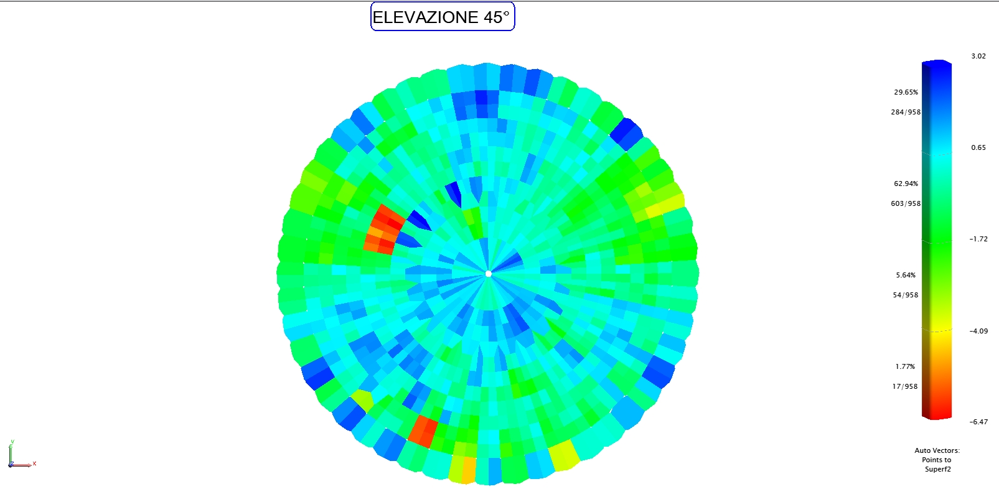 ELEVAZIONE 45°
3.02
29.65%
284/958
0.65
62.94%
603/958
-1.72
5.64%
54/958
-4.09
1.77%
17/958
-6.47
Auto Vectors:
Points to
Superf2
y
z x